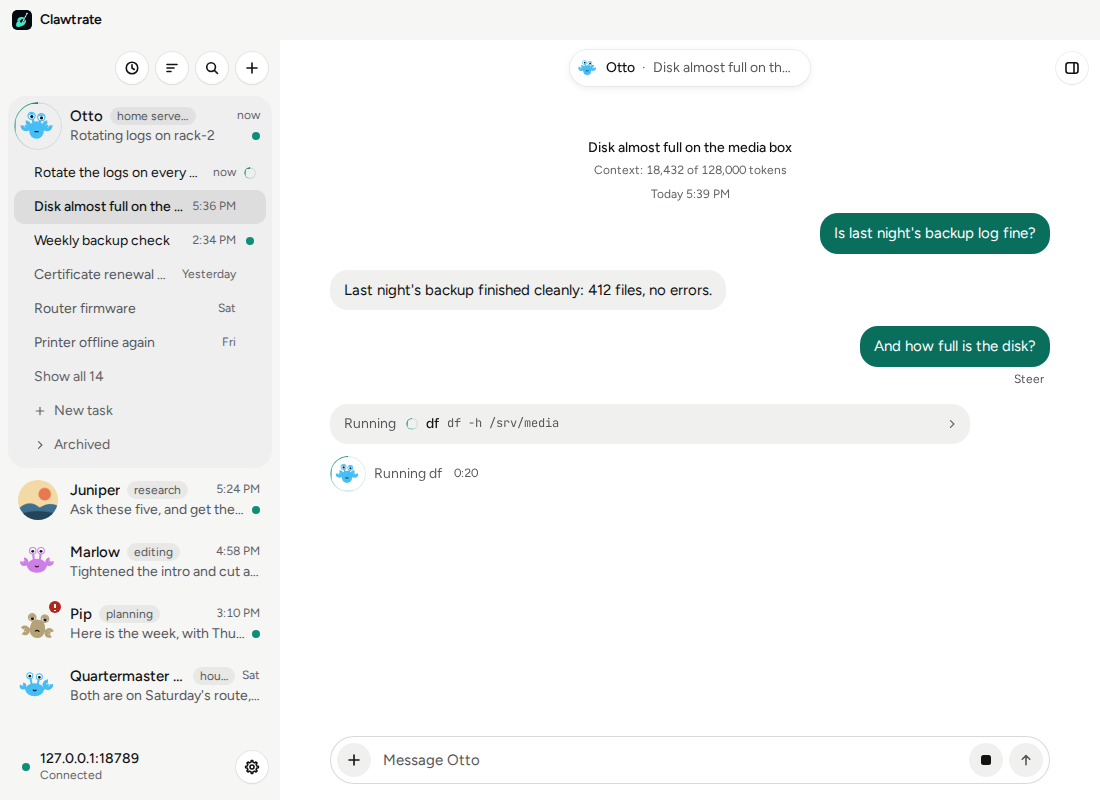 Clawtrate
Otto home serve... now
Rotating logs on rack-2
Rotate the logs on every ... now
Disk almost full on the ... 5:36 PM
Weekly backup check 2:34 PM
Certificate renewal ... Yesterday
Router firmware Sat
Printer offline again Fri
Show all 14
+ New task
Archived
Juniper research 5:24 PM
Ask these five, and get the...
Marlow editing 4:58 PM
Tightened the intro and cut a...
Pip planning 3:10 PM
Here is the week, with Thu...
Quartermaster ... hou... Sat
Both are on Saturday's route,...
127.0.0.1:18789
Connected
Otto · Disk almost full on th...
Disk almost full on the media box
Context: 18,432 of 128,000 tokens
Today 5:39 PM
Is last night's backup log fine?
Last night's backup finished cleanly: 412 files, no errors.
And how full is the disk?
Steer
Running df df -h /srv/media
Running df 0:20
Message Otto